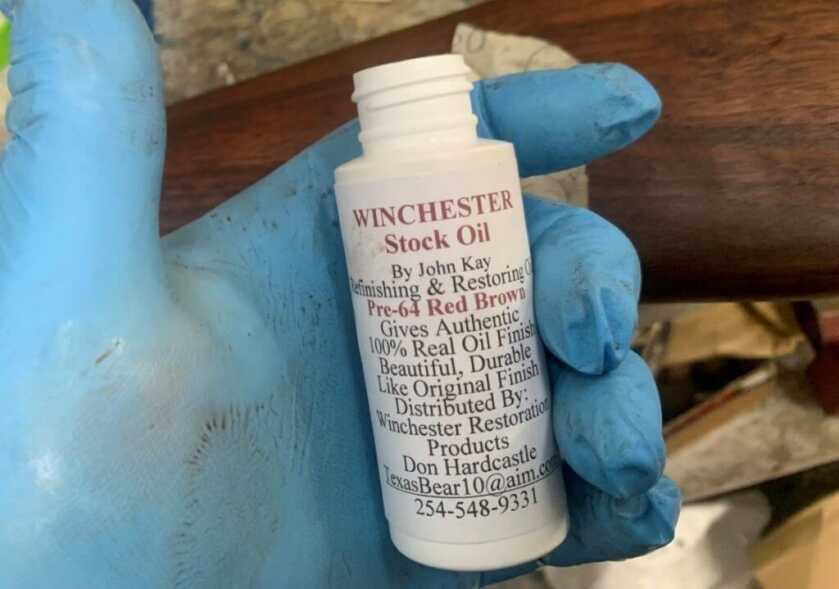 WINCHESTER
Stock Oil
By John Kay
Refinishing & Restoring O
Pre-64 Red Brown
Gives Authentic
100% Real Oil Finish
Beautiful, Durable
Like Original Finish
Distributed By:
Winchester Restoration
Products
Don Hardcastle
TexasBear10@aim.com
254-548-9331